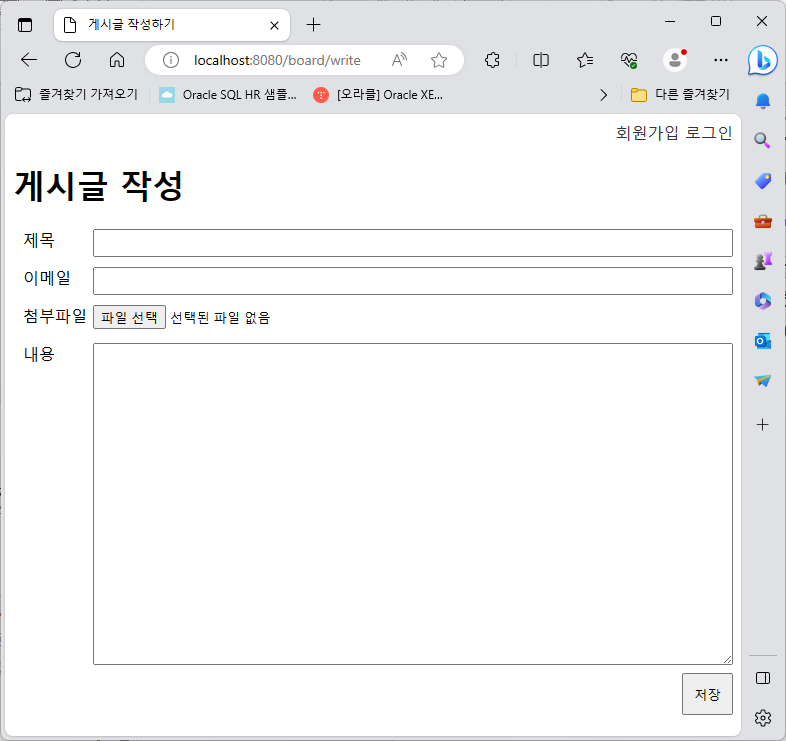 게시글 작성하기
localhost:8080/board/write
즐겨찾기 가져오기 Oracle SQL HR 샘플... [오라클] Oracle XE... 다른 즐겨찾기
회원가입 로그인
게시글 작성
제목
이메일
첨부파일 파일 선택 선택된 파일 없음
내용
저장